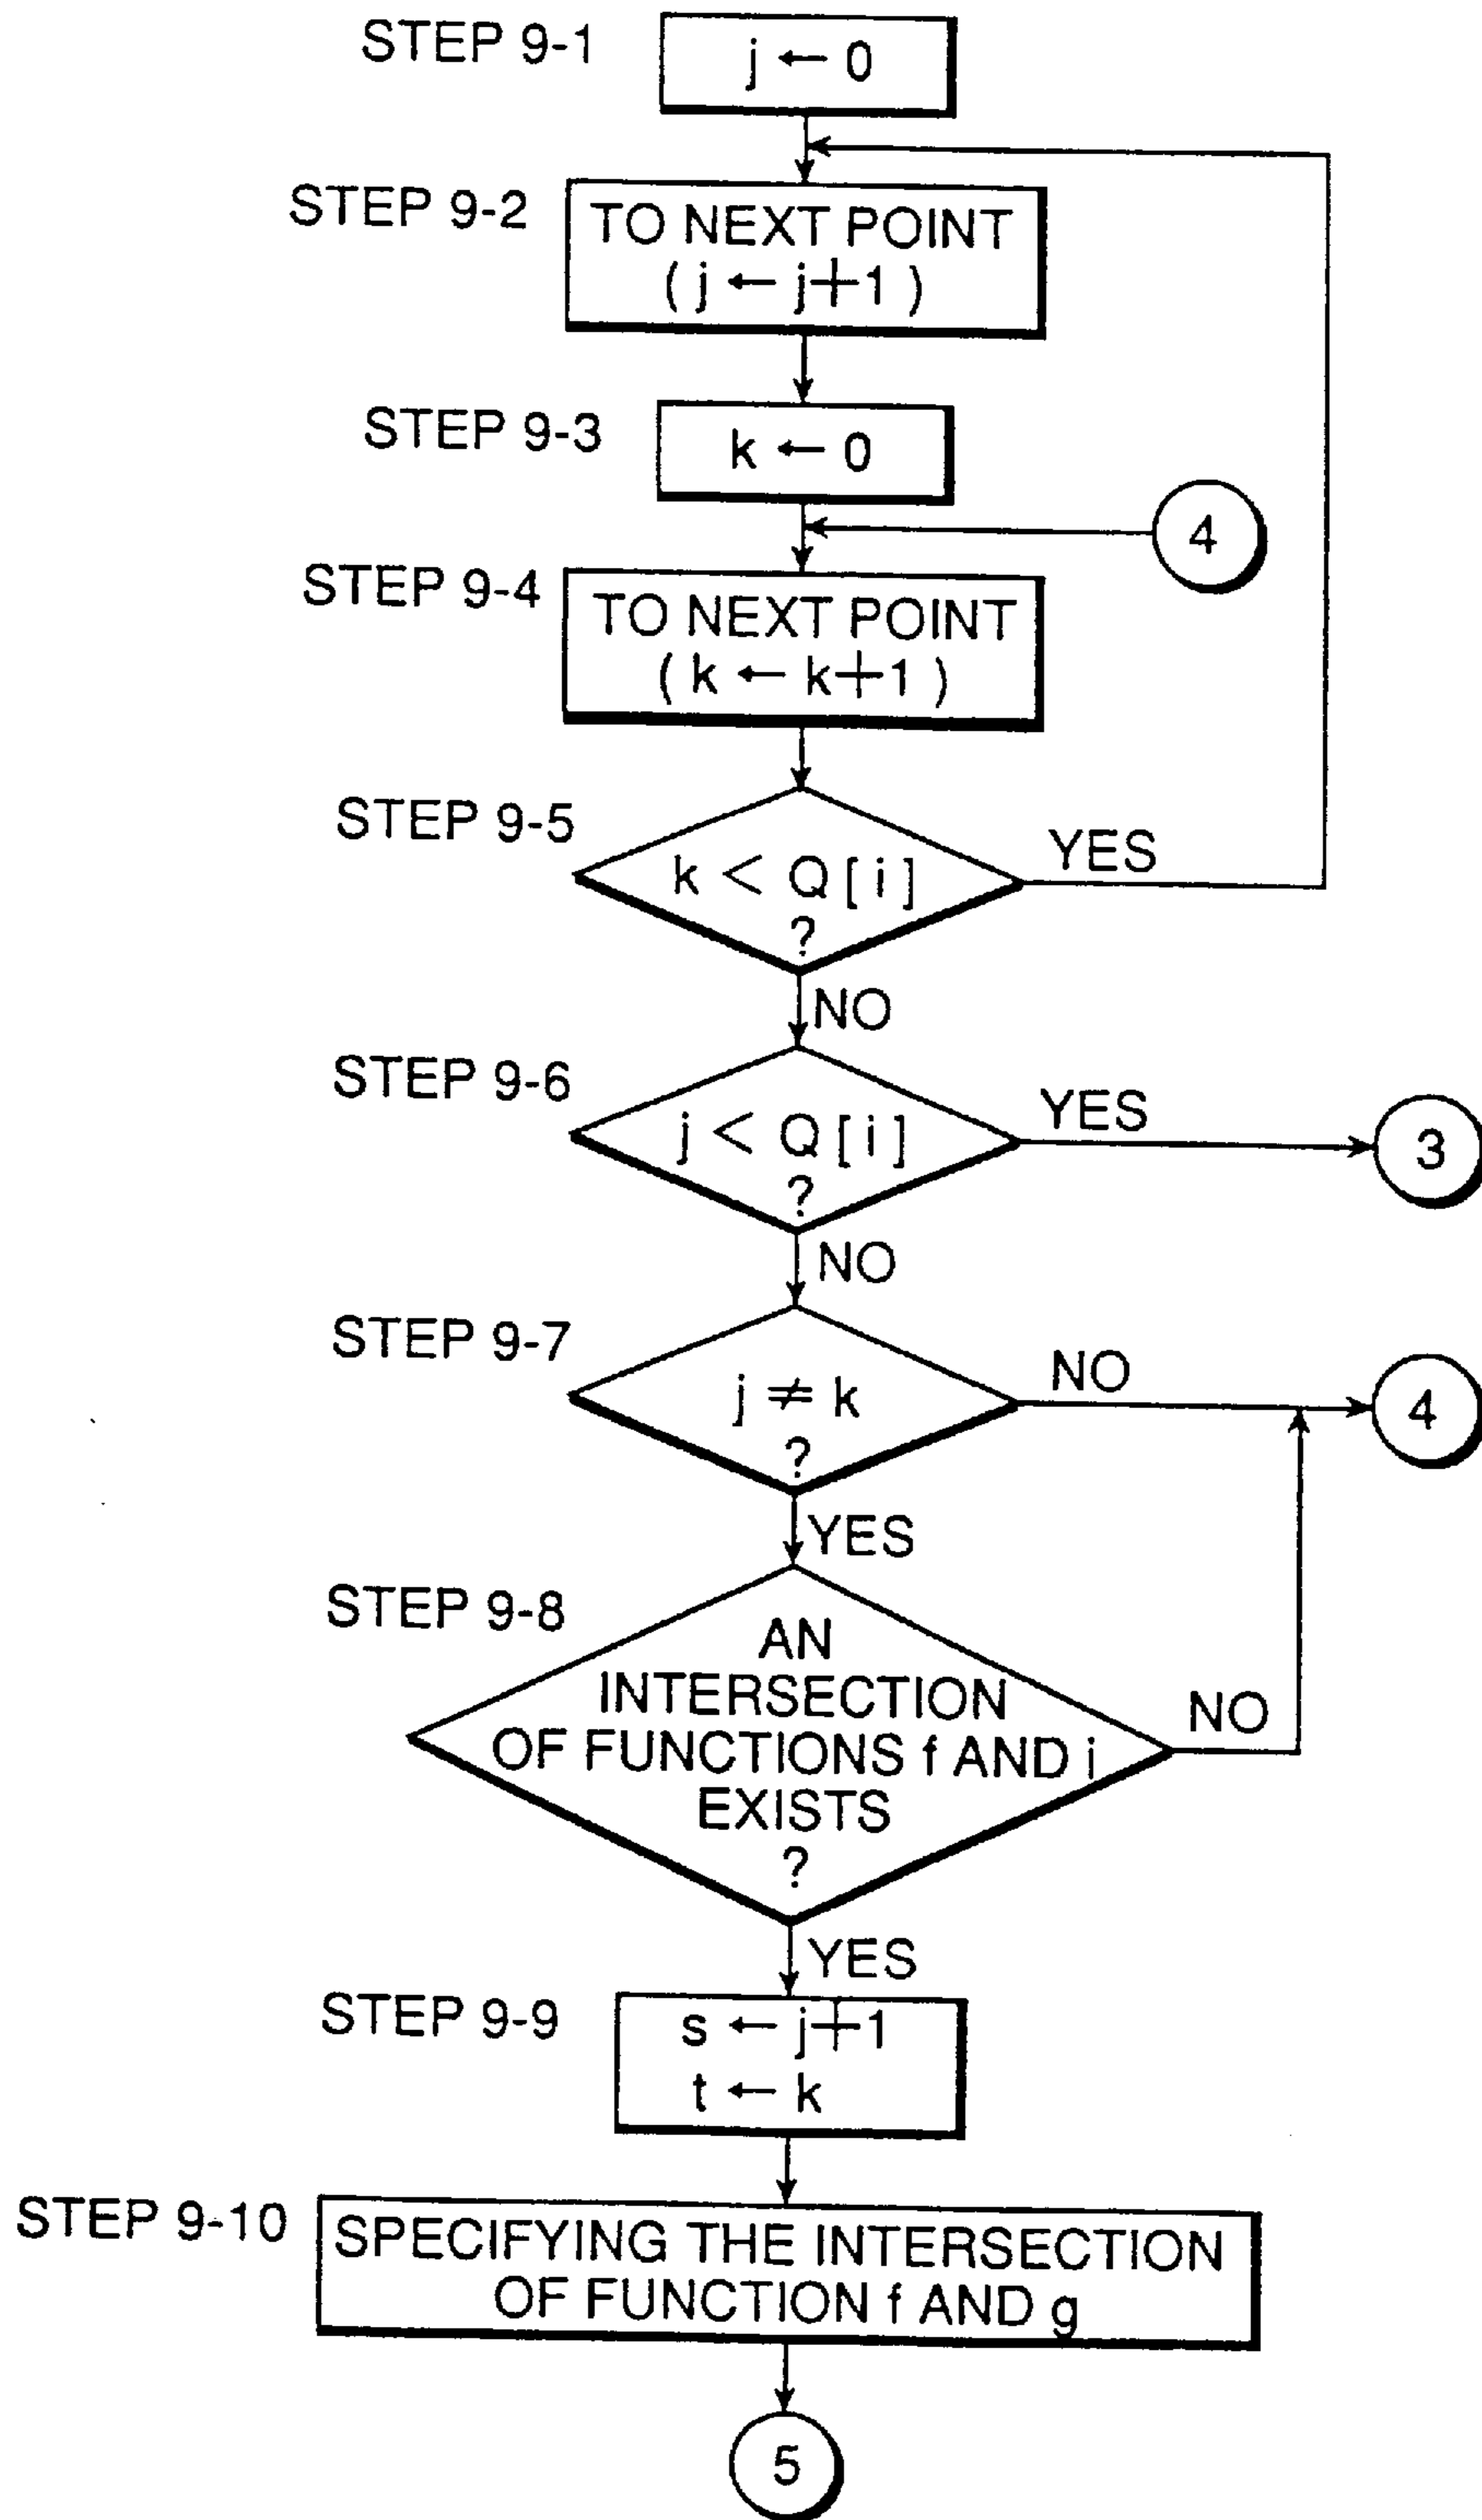 STEP 9-1
j ← 0
STEP 9-2
TO NEXT POINT
( j ← j+1 )
STEP 9-3
k ← 0
4
STEP 9-4
TO NEXT POINT
( k ← k+1 )
STEP 9-5
k < Q [ i ]
?
YES
NO
STEP 9-6
j < Q [ i ]
?
YES
3
NO
STEP 9-7
j ≠ k
?
NO
4
YES
STEP 9-8
AN
INTERSECTION
OF FUNCTIONS f AND j
EXISTS
?
NO
YES
STEP 9-9
s ← j+1
t ← k
STEP 9-10
SPECIFYING THE INTERSECTION
OF FUNCTION f AND g
5